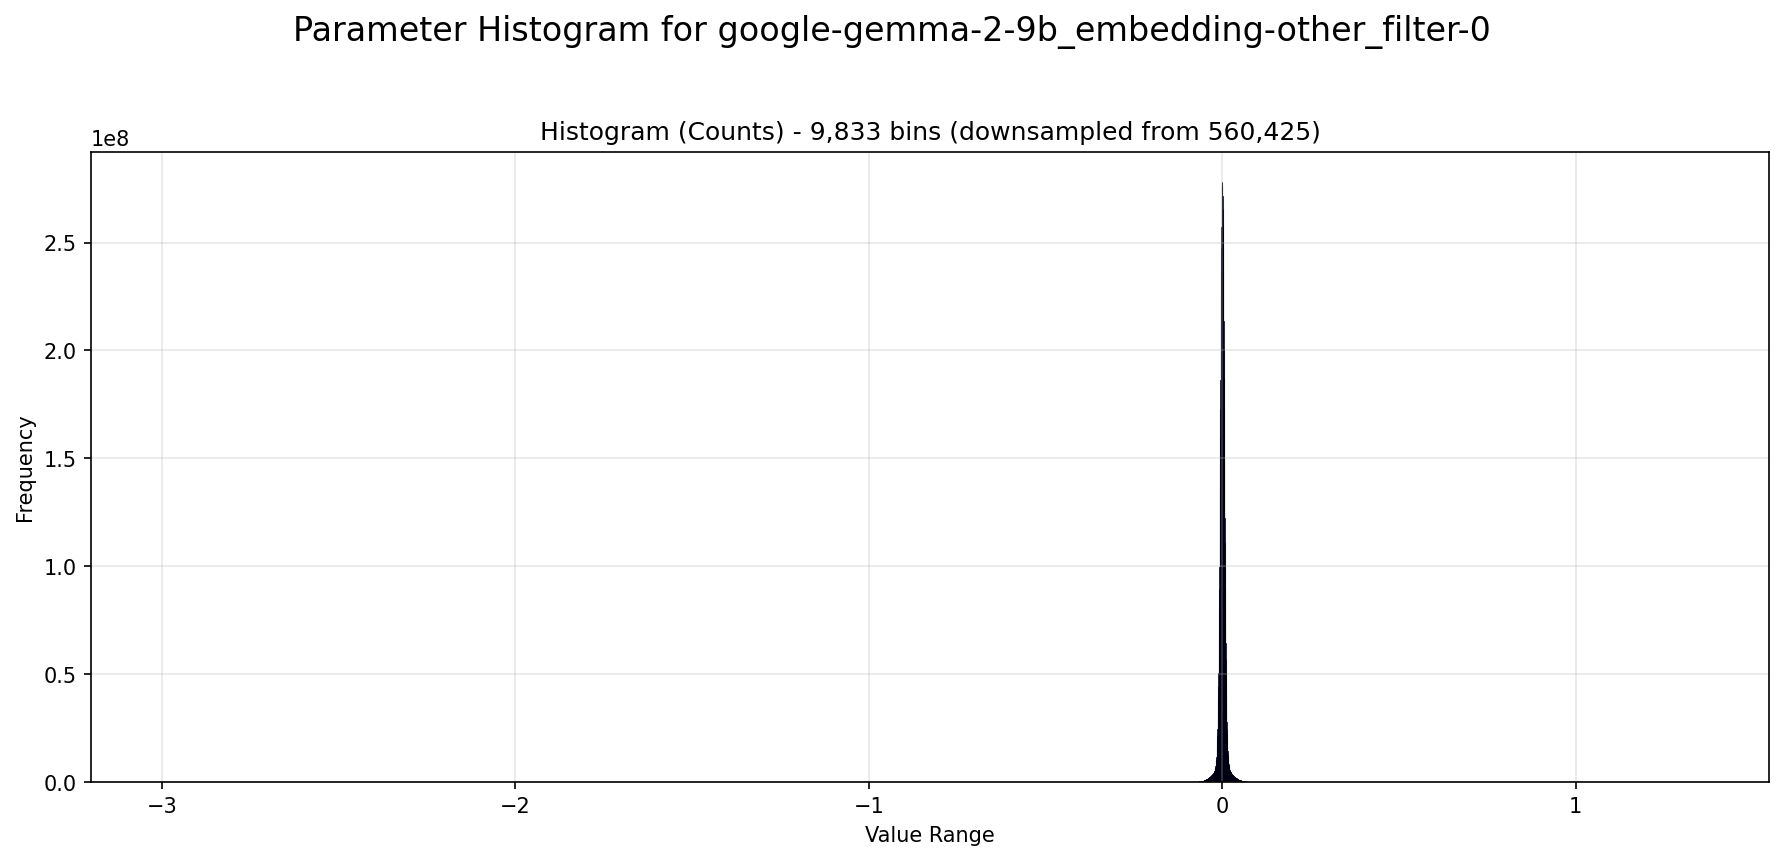 Parameter Histogram for google-gemma-2-9b_embedding-other_filter-0
Histogram (Counts) - 9,833 bins (downsampled from 560,425)
1e8
2.5
2.0
1.5
1.0
0.5
0.0
Frequency
−3
−2
−1
0
1
Value Range